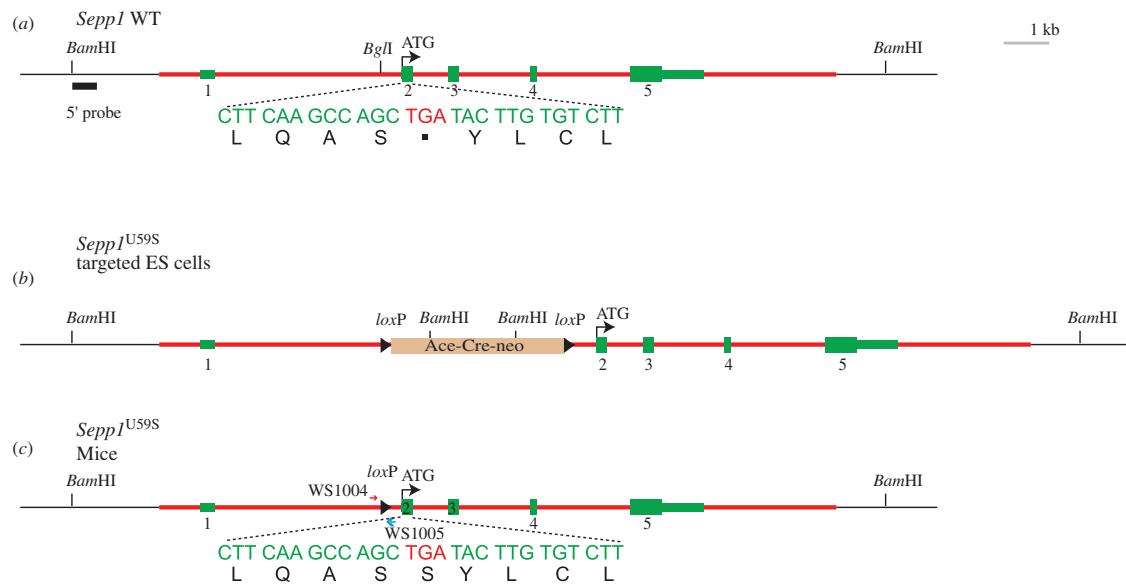 (a) Sepp1 WT
1 kb
BamHI BglI ATG BamHI
5' probe
1 2 3 4 5
CTT CAA GCC AGC TGA TAC TTG TGT CTT
L Q A S ▪ Y L C L
Sepp1U59S
targeted ES cells
(b)
BamHI loxP BamHI BamHI loxP ATG BamHI
Ace-Cre-neo
1 2 3 4 5
Sepp1U59S
(c) Mice
BamHI WS1004 loxP ATG BamHI
2 3
1 4 5
WS1005
CTT CAA GCC AGC TGA TAC TTG TGT CTT
L Q A S S Y L C L